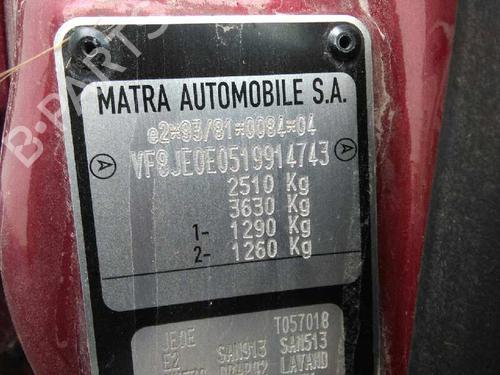 MATRA AUTOMOBILE S.A.
e2*93/81*0084*04
VF8JE0E0519914743
2510 Kg
3630 Kg
1- 1290 Kg
2- 1260 Kg
JE0E T057018
E2 SAN913 SAN513
LAVAND
B-PARTS